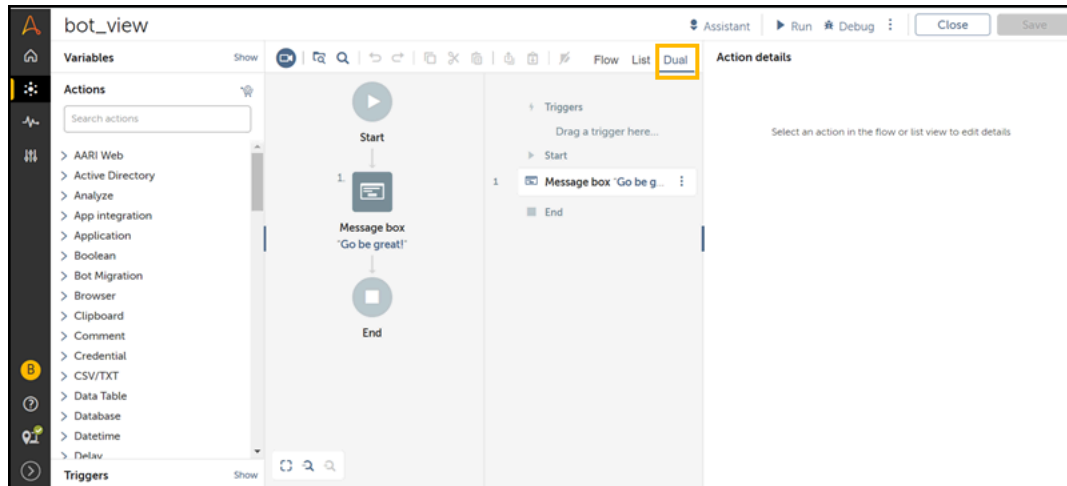 bot_view
Assistant
Run
Debug
Close
Save
Variables
Show
Flow
List
Dual
Action details
Actions
Search actions
AARI Web
Active Directory
Analyze
App integration
Application
Boolean
Bot Migration
Browser
Clipboard
Comment
Credential
CSV/TXT
Data Table
Database
Datetime
Delay
Triggers
Show
B
Start
1.
Message box
"Go be great!"
End
Triggers
Drag a trigger here...
Start
1
Message box "Go be g...
End
Select an action in the flow or list view to edit details